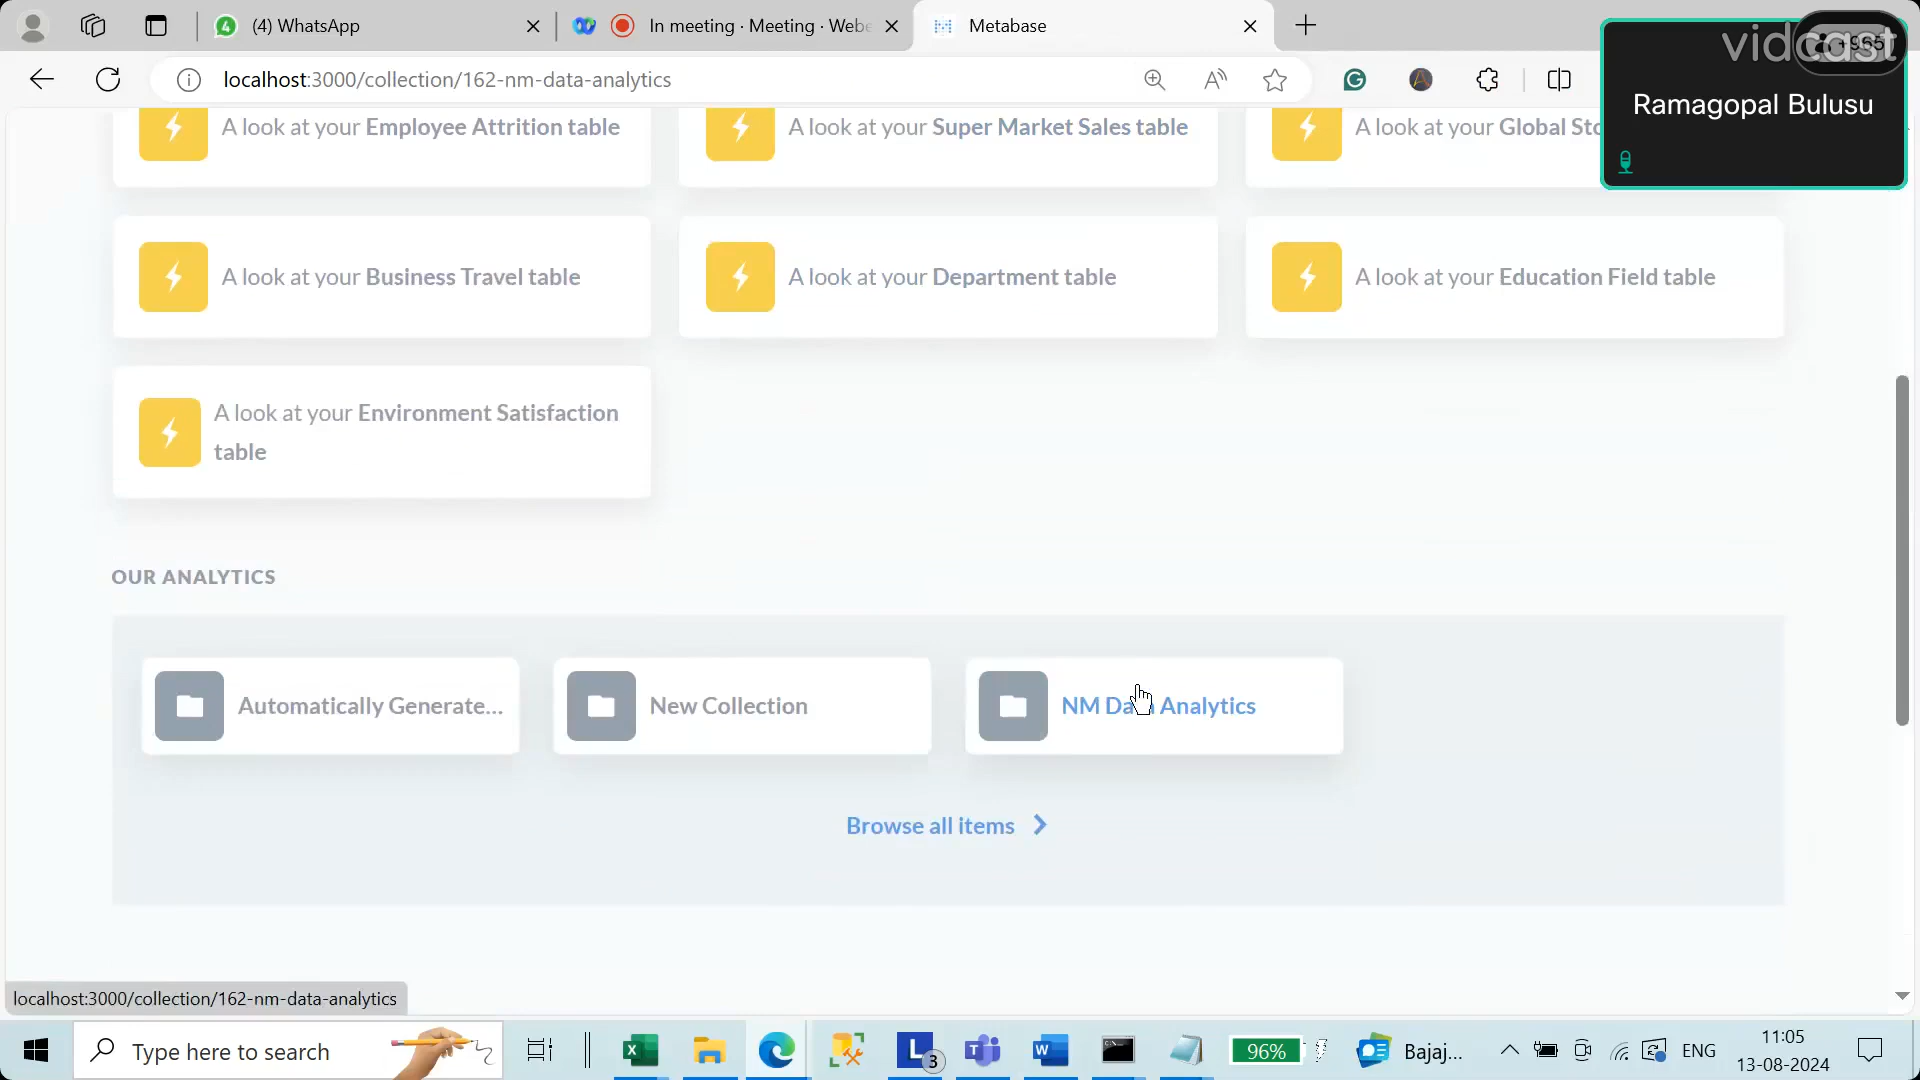 (4) WhatsApp
In meeting · Meeting · Webe
Metabase
vidcast
localhost:3000/collection/162-nm-data-analytics
Ramagopal Bulusu
A look at your Employee Attrition table
A look at your Super Market Sales table
A look at your Global Sto
A look at your Business Travel table
A look at your Department table
A look at your Education Field table
A look at your Environment Satisfaction
table
OUR ANALYTICS
Automatically Generate...
New Collection
NM Data Analytics
Browse all items
localhost:3000/collection/162-nm-data-analytics
Type here to search
3
96%
Bajaj...
ENG
11:05
13-08-2024